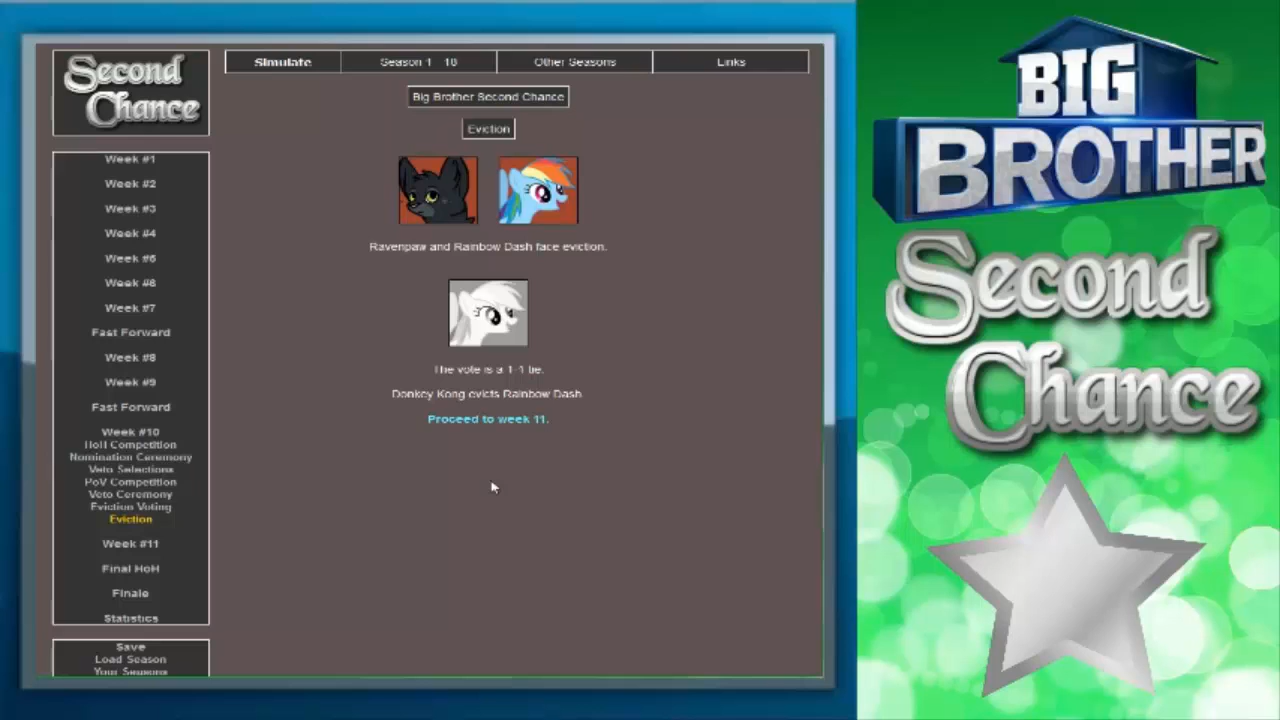 Second
Chance
Simulate
Season 1 - 18
Other Seasons
Links
Big Brother Second Chance
Eviction
Ravenpaw and Rainbow Dash face eviction.
The vote is a 1-1 tie.
Donkey Kong evicts Rainbow Dash
Proceed to week 11.
Week #1
Week #2
Week #3
Week #4
Week #5
Week #6
Week #7
Fast Forward
Week #8
Week #9
Fast Forward
Week #10
HoH Competition
Nomination Ceremony
Veto Selections
PoV Competition
Veto Ceremony
Eviction Voting
Eviction
Week #11
Final HoH
Finale
Statistics
Save
Load Season
Your Seasons
BIG
BROTHER
Second
Chance